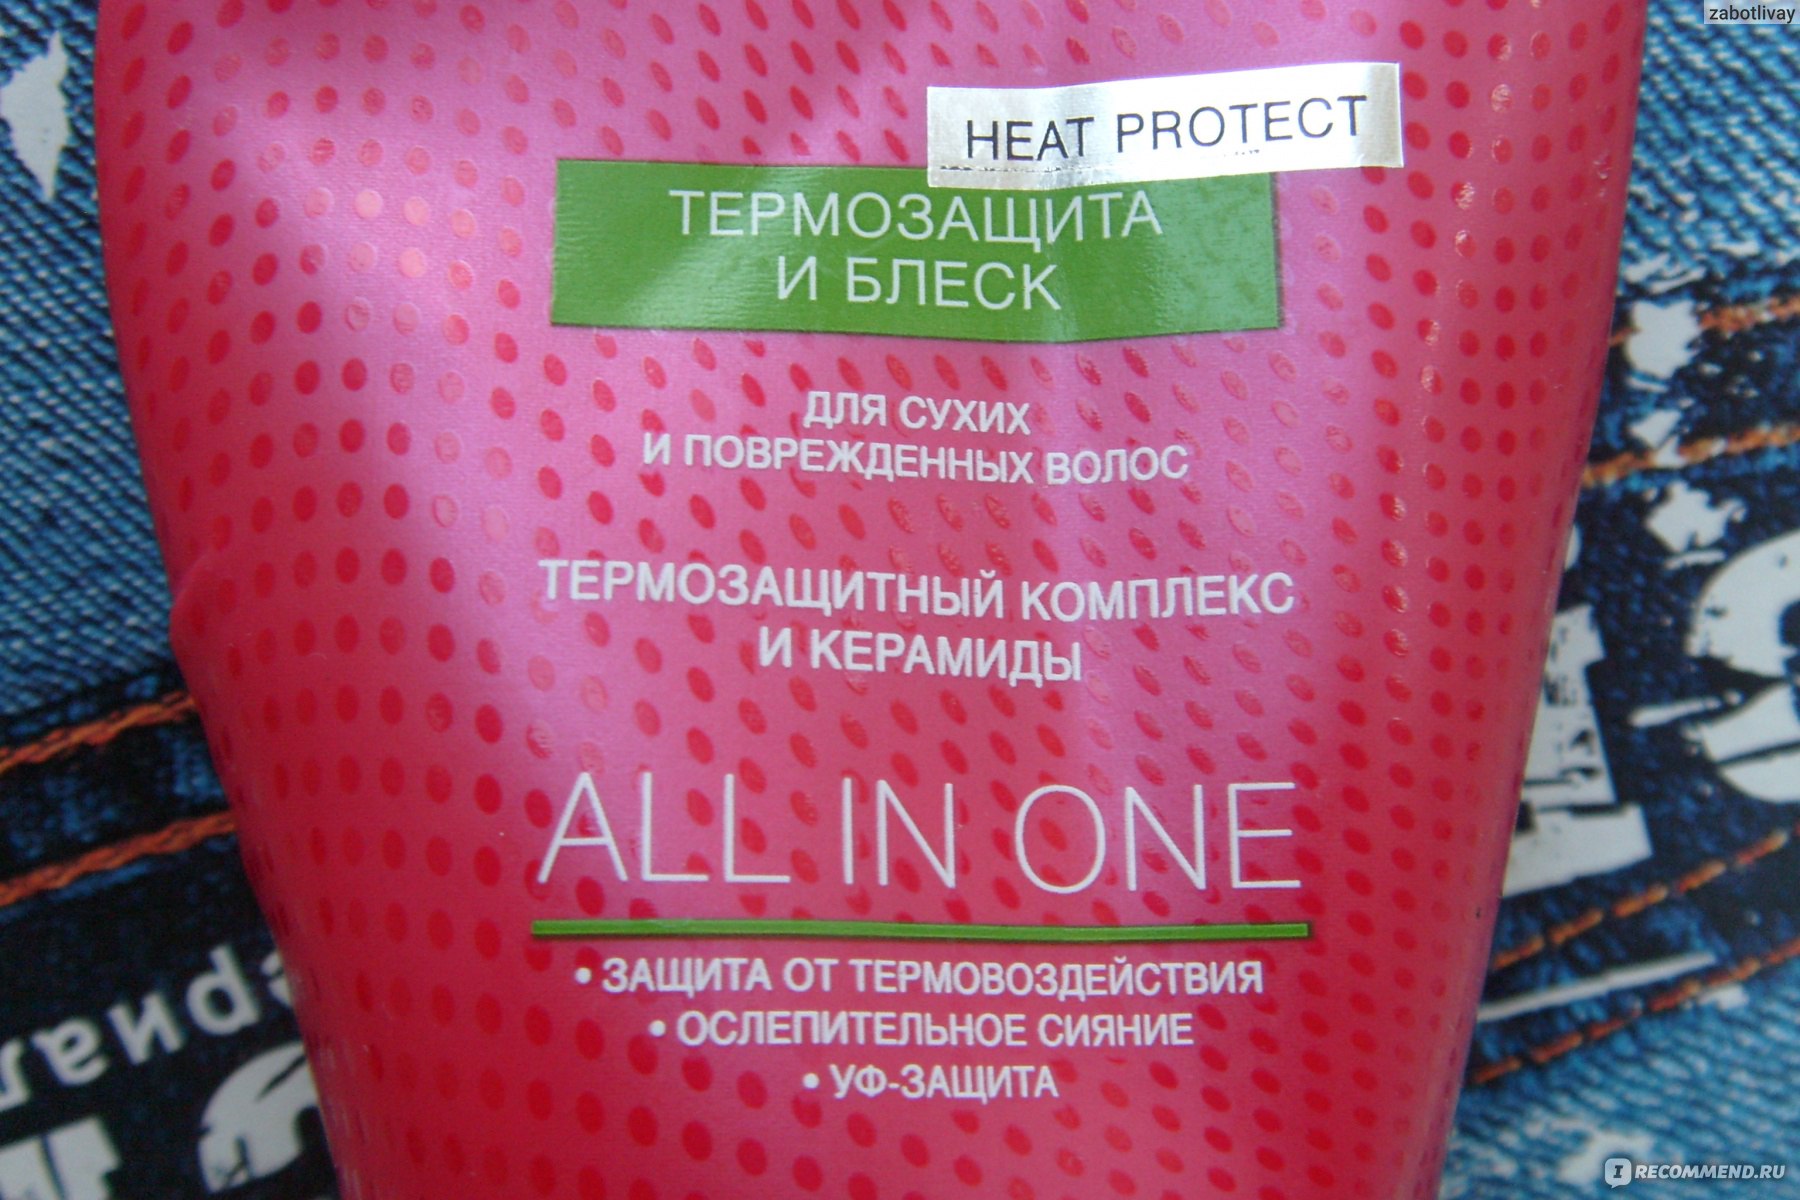 zabotlivay
HEAT PROTECT
ТЕРМОЗАЩИТА
И БЛЕСК
ДЛЯ СУХИХ
И ПОВРЕЖДЕННЫХ ВОЛОС
ТЕРМОЗАЩИТНЫЙ КОМПЛЕКС
И КЕРАМИДЫ
ALL IN ONE
• ЗАЩИТА ОТ ТЕРМОВОЗДЕЙСТВИЯ
• ОСЛЕПИТЕЛЬНОЕ СИЯНИЕ
• УФ-ЗАЩИТА
IRECOMMEND.RU